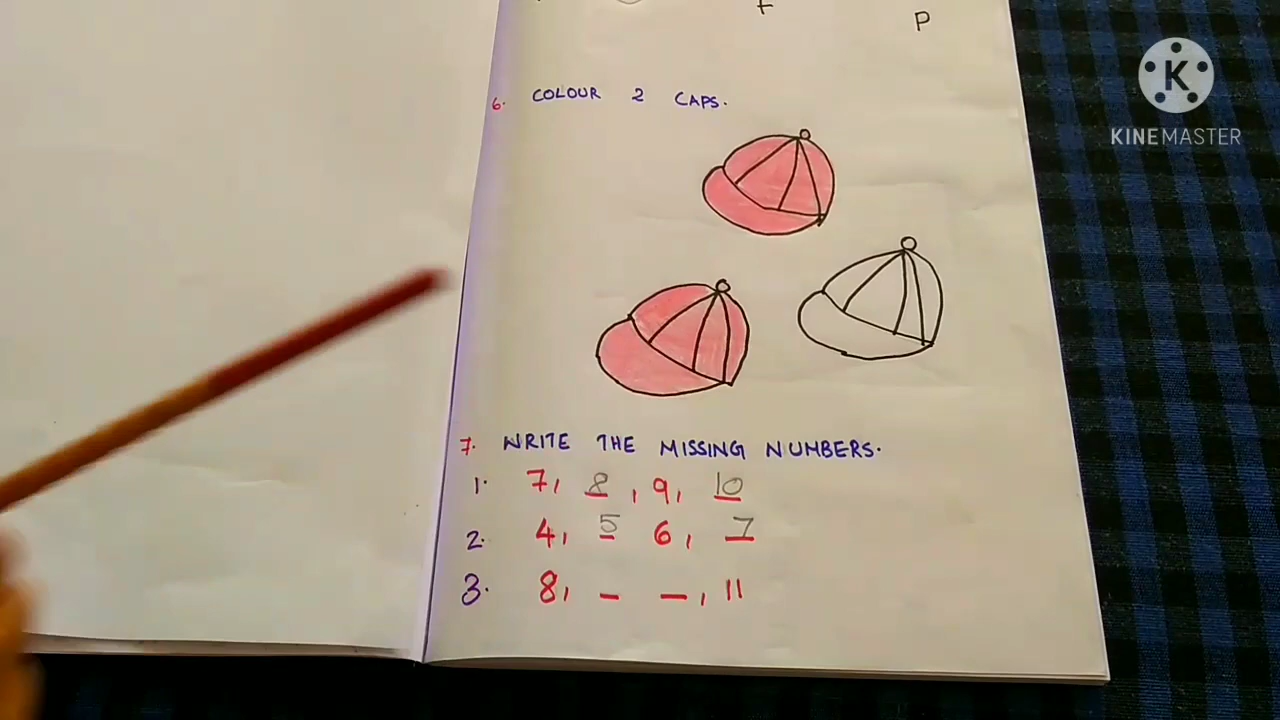 P
6. COLOUR 2 CAPS.
7. WRITE THE MISSING NUMBERS.
1. 7, 8, 9, 10
2. 4, 5 6, 7
3. 8, _ _, 11
K
KINEMASTER